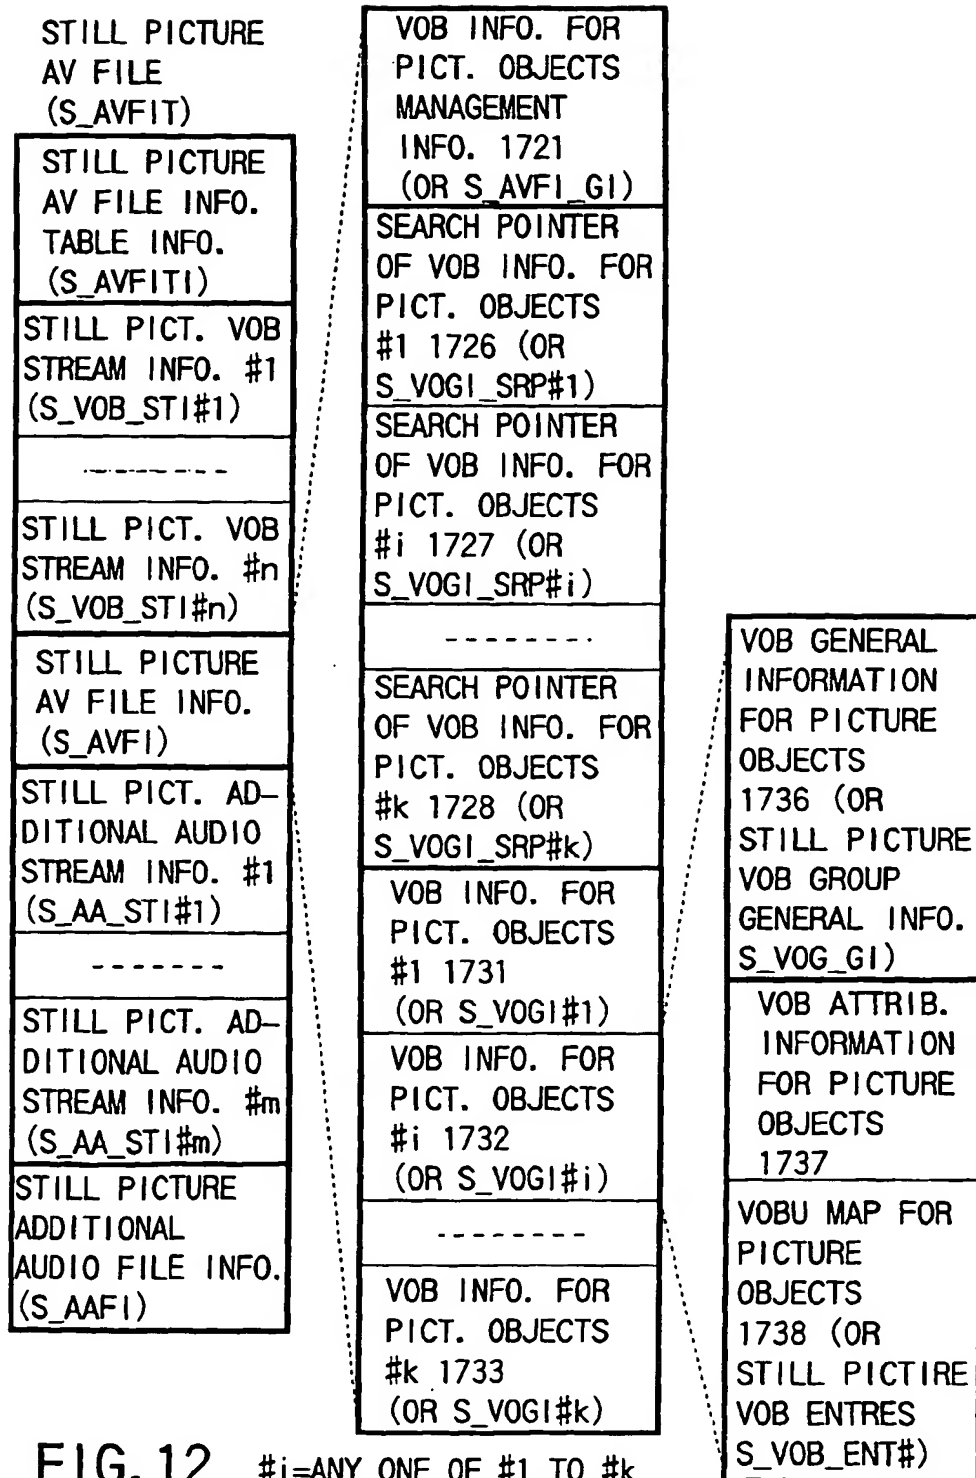 STILL PICTURE
AV FILE
(S_AVFIT)
STILL PICTURE
AV FILE INFO.
TABLE INFO.
(S_AVFITI)
STILL PICT. VOB
STREAM INFO. #1
(S_VOB_STI#1)
STILL PICT. VOB
STREAM INFO. #n
(S_VOB_STI#n)
STILL PICTURE
AV FILE INFO.
(S_AVFI)
STILL PICT. AD–
DITIONAL AUDIO
STREAM INFO. #1
(S_AA_STI#1)
STILL PICT. AD–
DITIONAL AUDIO
STREAM INFO. #m
(S_AA_STI#m)
STILL PICTURE
ADDITIONAL
AUDIO FILE INFO.
(S_AAFI)
VOB INFO. FOR
PICT. OBJECTS
MANAGEMENT
INFO. 1721
(OR S_AVFI_GI)
SEARCH POINTER
OF VOB INFO. FOR
PICT. OBJECTS
#1 1726 (OR
S_VOGI_SRP#1)
SEARCH POINTER
OF VOB INFO. FOR
PICT. OBJECTS
#i 1727 (OR
S_VOGI_SRP#i)
SEARCH POINTER
OF VOB INFO. FOR
PICT. OBJECTS
#k 1728 (OR
S_VOGI_SRP#k)
VOB INFO. FOR
PICT. OBJECTS
#1 1731
(OR S_VOGI#1)
VOB INFO. FOR
PICT. OBJECTS
#i 1732
(OR S_VOGI#i)
VOB INFO. FOR
PICT. OBJECTS
#k 1733
(OR S_VOGI#k)
VOB GENERAL
INFORMATION
FOR PICTURE
OBJECTS
1736 (OR
STILL PICTURE
VOB GROUP
GENERAL INFO.
S_VOG_GI)
VOB ATTRIB.
INFORMATION
FOR PICTURE
OBJECTS
1737
VOBU MAP FOR
PICTURE
OBJECTS
1738 (OR
STILL PICTIRE
VOB ENTRES
S_VOB_ENT#)
FIG. 12 #i=ANY ONE OF #1 TO #k